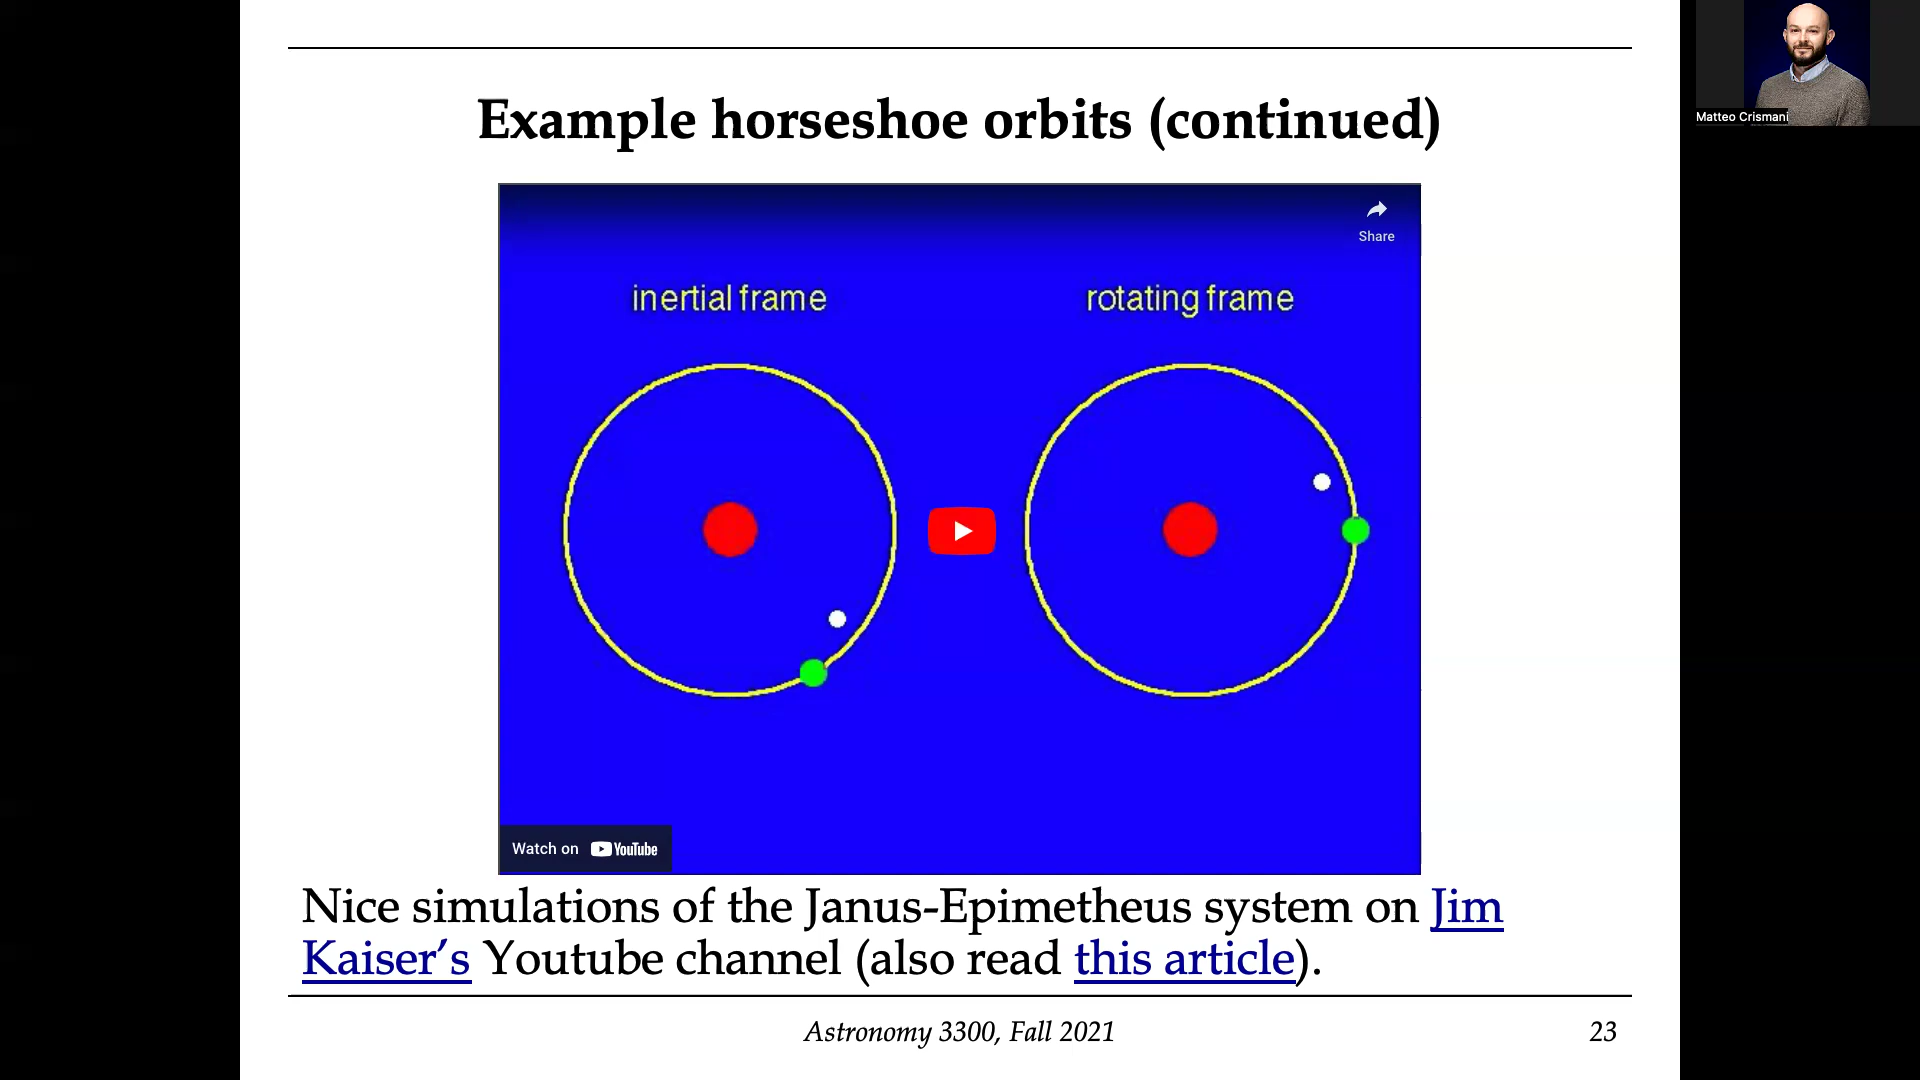 Example horseshoe orbits (continued)
Share
inertial frame
rotating frame
Watch on YouTube
Nice simulations of the Janus-Epimetheus system on Jim
Kaiser's Youtube channel (also read this article).
Astronomy 3300, Fall 2021
23
Matteo Crismani